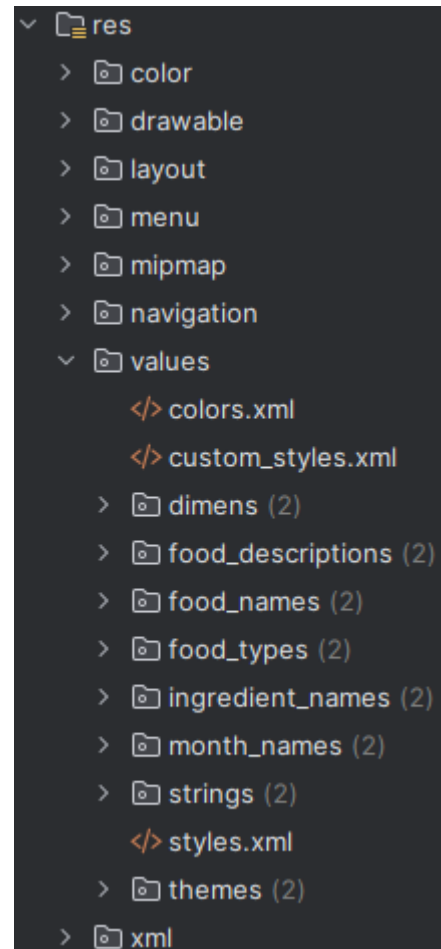 res
color
drawable
layout
menu
mipmap
navigation
values
</> colors.xml
</> custom_styles.xml
dimens (2)
food_descriptions (2)
food_names (2)
food_types (2)
ingredient_names (2)
month_names (2)
strings (2)
</> styles.xml
themes (2)
xml